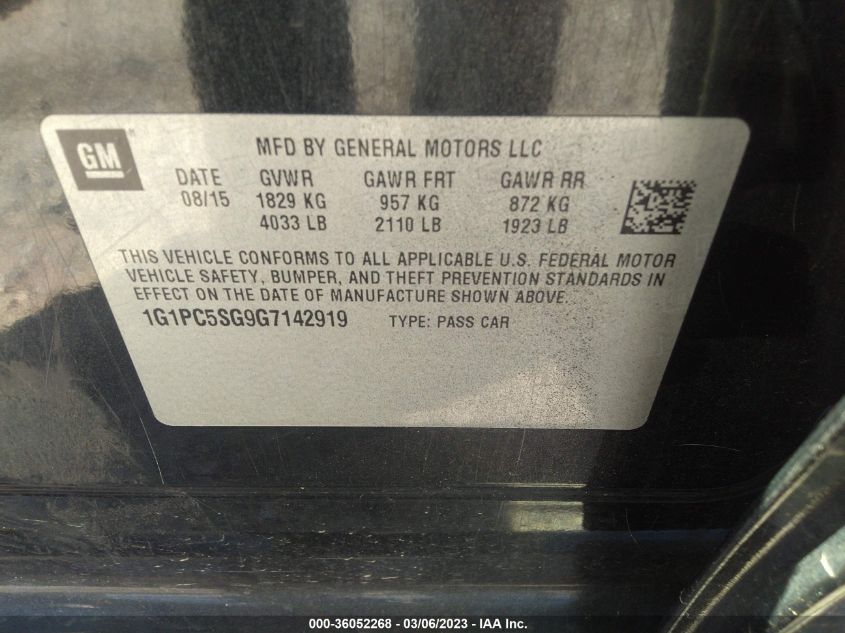 GM
MFD BY GENERAL MOTORS LLC
DATE GVWR GAWR FRT GAWR RR
08/15 1829 KG 957 KG 872 KG
4033 LB 2110 LB 1923 LB
THIS VEHICLE CONFORMS TO ALL APPLICABLE U.S. FEDERAL MOTOR
VEHICLE SAFETY, BUMPER, AND THEFT PREVENTION STANDARDS IN
EFFECT ON THE DATE OF MANUFACTURE SHOWN ABOVE.
1G1PC5SG9G7142919 TYPE: PASS CAR
000-36052268 - 03/06/2023 - IAA Inc.